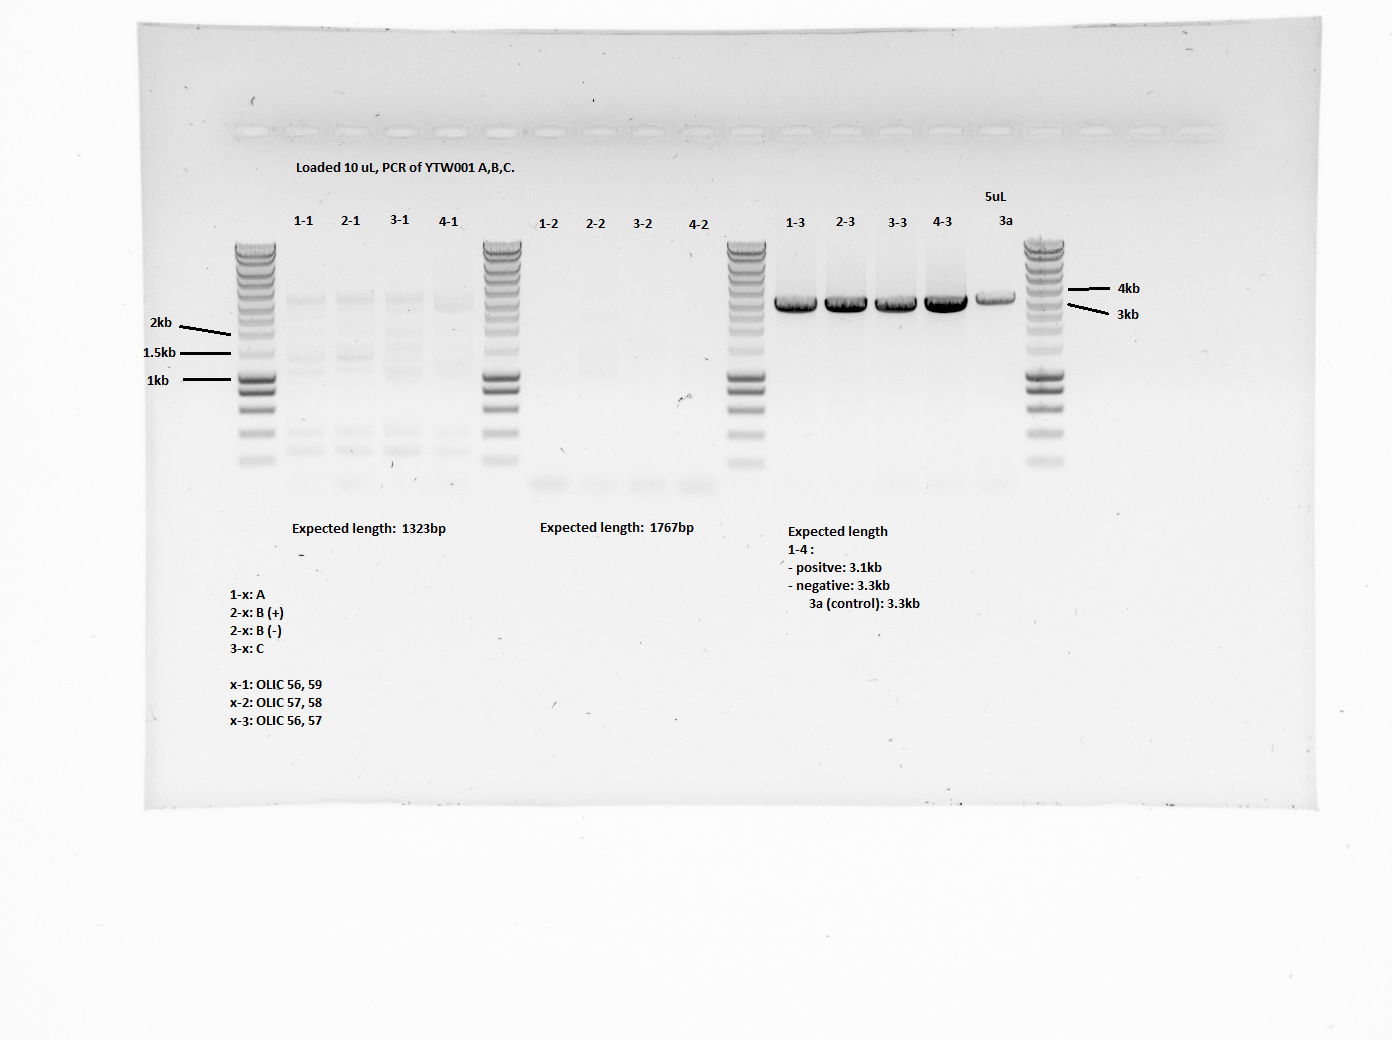 Loaded 10 uL, PCR of YTW001 A,B,C.
5uL
1-1 2-1 3-1 4-1 1-2 2-2 3-2 4-2 1-3 2-3 3-3 4-3 3a
4kb
3kb
2kb
1.5kb
1kb
Expected length: 1323bp
Expected length: 1767bp
Expected length
1-4 :
- positve: 3.1kb
- negative: 3.3kb
3a (control): 3.3kb
1-x: A
2-x: B (+)
2-x: B (-)
3-x: C
x-1: OLIC 56, 59
x-2: OLIC 57, 58
x-3: OLIC 56, 57